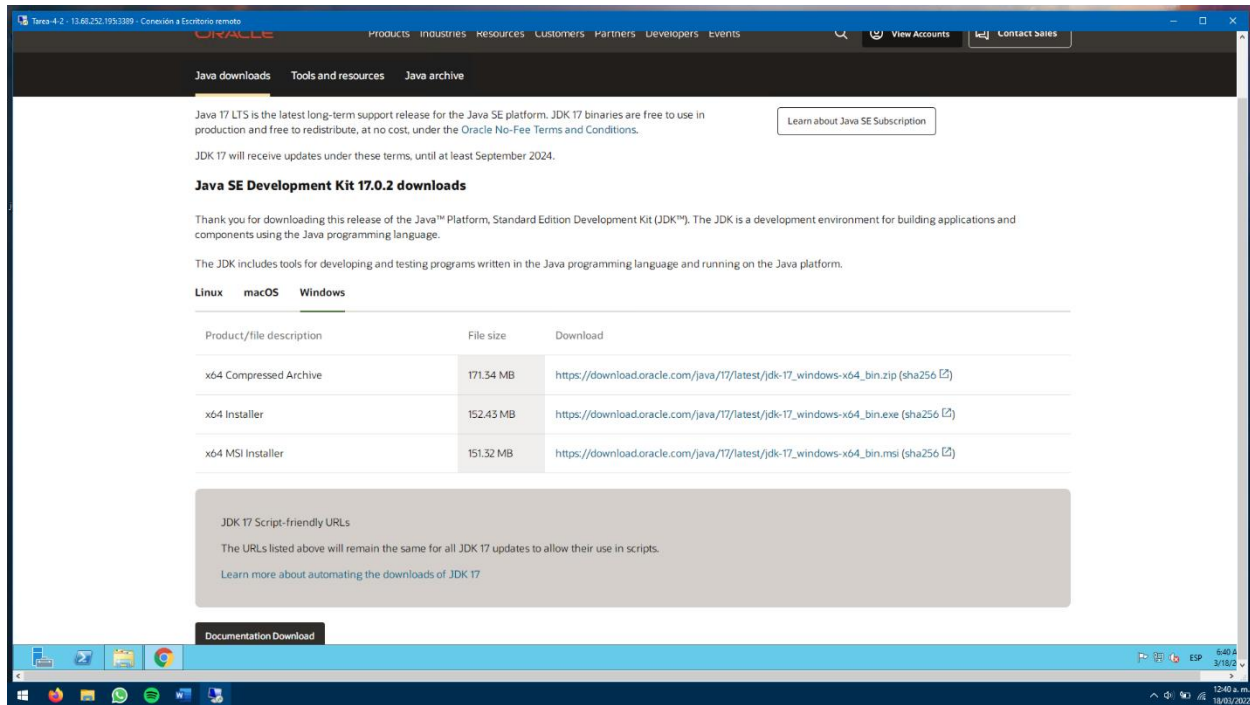 Tarea-4-2 - 13.68.252.195:3389 - Conexión a Escritorio remoto
ORACLE Products Industries Resources Customers Partners Developers Events View Accounts Contact Sales
Java downloads Tools and resources Java archive
Java 17 LTS is the latest long-term support release for the Java SE platform. JDK 17 binaries are free to use in
production and free to redistribute, at no cost, under the Oracle No-Fee Terms and Conditions.
Learn about Java SE Subscription
JDK 17 will receive updates under these terms, until at least September 2024.
Java SE Development Kit 17.0.2 downloads
Thank you for downloading this release of the Java™ Platform, Standard Edition Development Kit (JDK™). The JDK is a development environment for building applications and
components using the Java programming language.
The JDK includes tools for developing and testing programs written in the Java programming language and running on the Java platform.
Linux macOS Windows
Product/file description File size Download
x64 Compressed Archive 171.34 MB https://download.oracle.com/java/17/latest/jdk-17_windows-x64_bin.zip (sha256)
x64 Installer 152.43 MB https://download.oracle.com/java/17/latest/jdk-17_windows-x64_bin.exe (sha256)
x64 MSI Installer 151.32 MB https://download.oracle.com/java/17/latest/jdk-17_windows-x64_bin.msi (sha256)
JDK 17 Script-friendly URLs
The URLs listed above will remain the same for all JDK 17 updates to allow their use in scripts.
Learn more about automating the downloads of JDK 17
Documentation Download
ESP 6:40 A
3/18/2
12:40 a. m.
18/03/2022